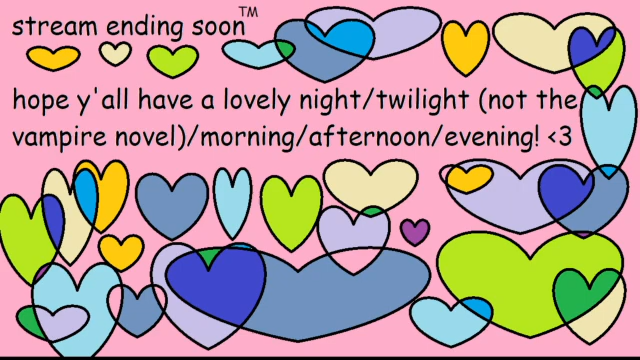 stream ending soon™
hope y'all have a lovely night/twilight (not the
vampire novel)/morning/afternoon/evening! <3